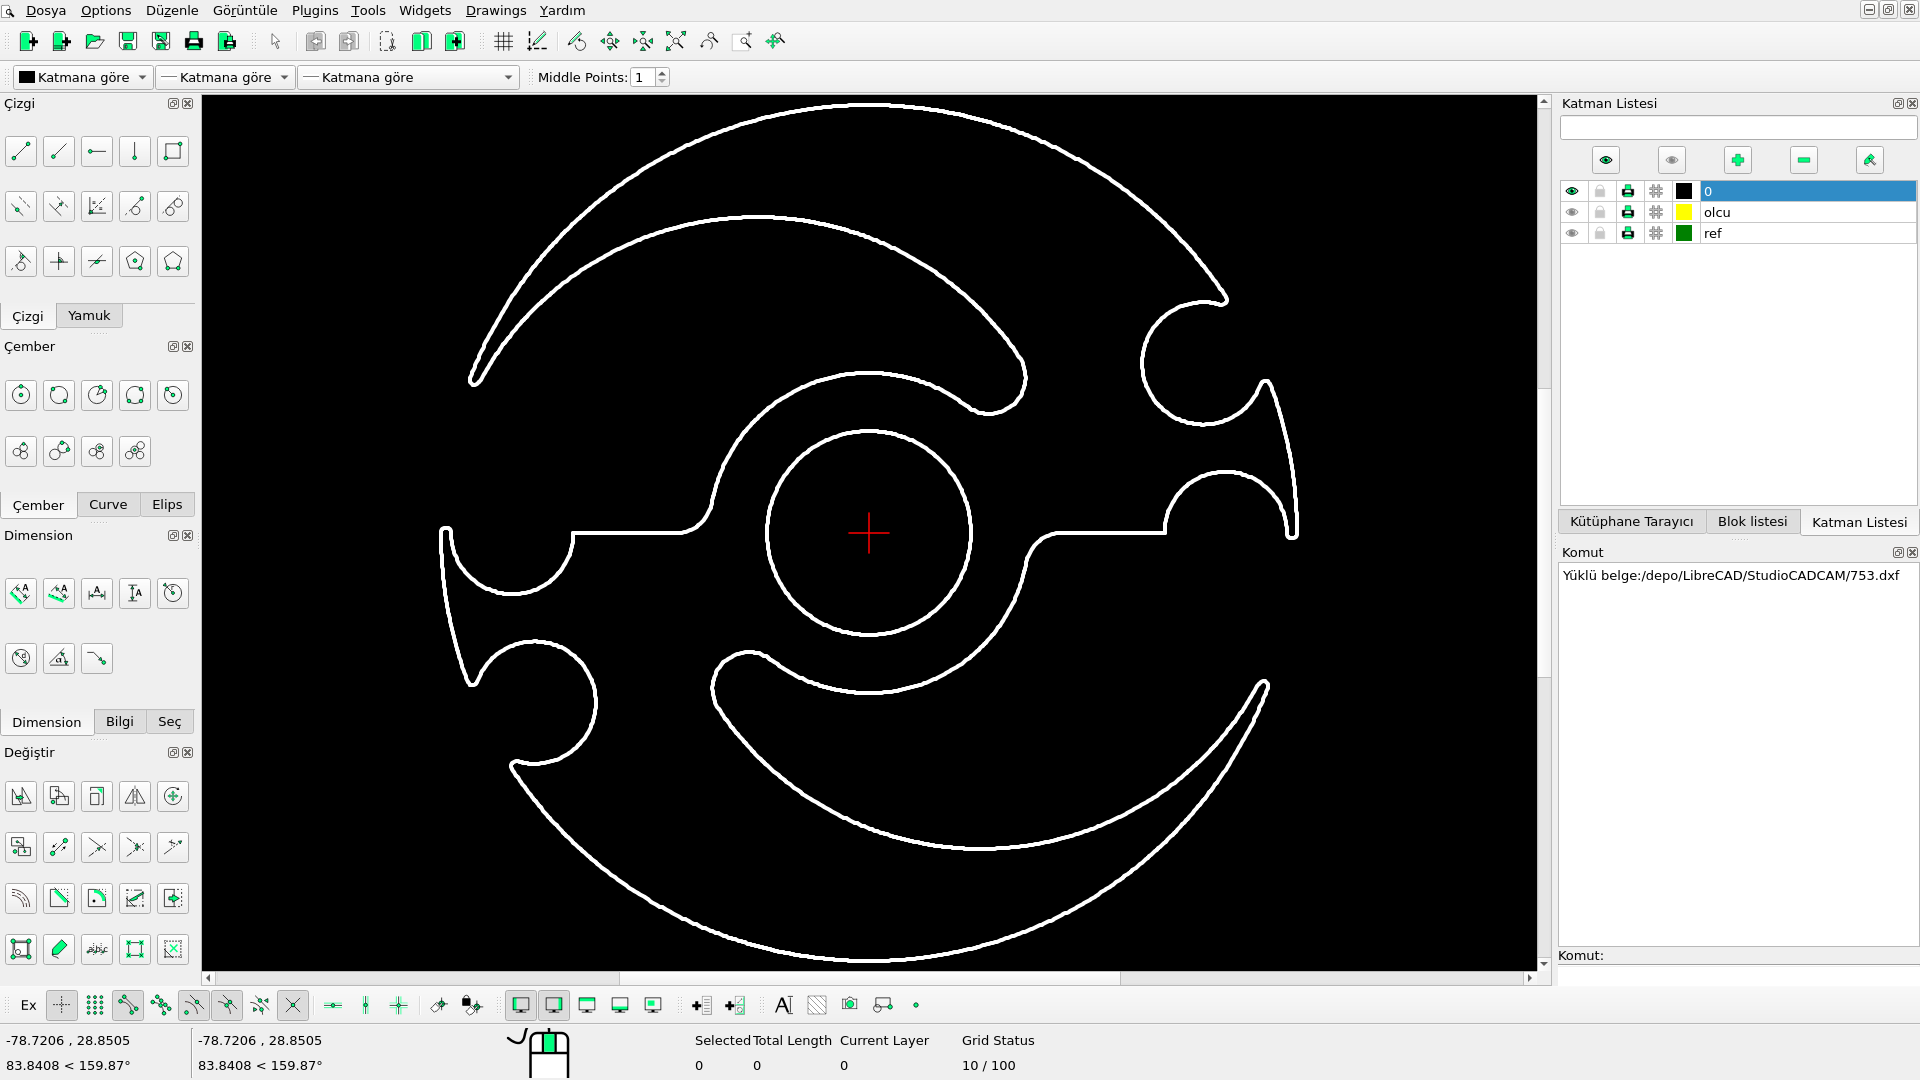 Dosya Options Düzenle Görüntüle Plugins Tools Widgets Drawings Yardım
Katmana göre Katmana göre Katmana göre Middle Points: 1
Çizgi
Çizgi Yamuk
Çember
Çember Curve Elips
Dimension
Dimension Bilgi Seç
Değiştir
Katman Listesi
0
olcu
ref
Kütüphane Tarayıcı Blok listesi Katman Listesi
Komut
Yüklü belge:/depo/LibreCAD/StudioCADCAM/753.dxf
Komut:
Ex
-78.7206 , 28.8505 -78.7206 , 28.8505 Selected Total Length Current Layer Grid Status
83.8408 < 159.87° 83.8408 < 159.87° 0 0 0 10 / 100